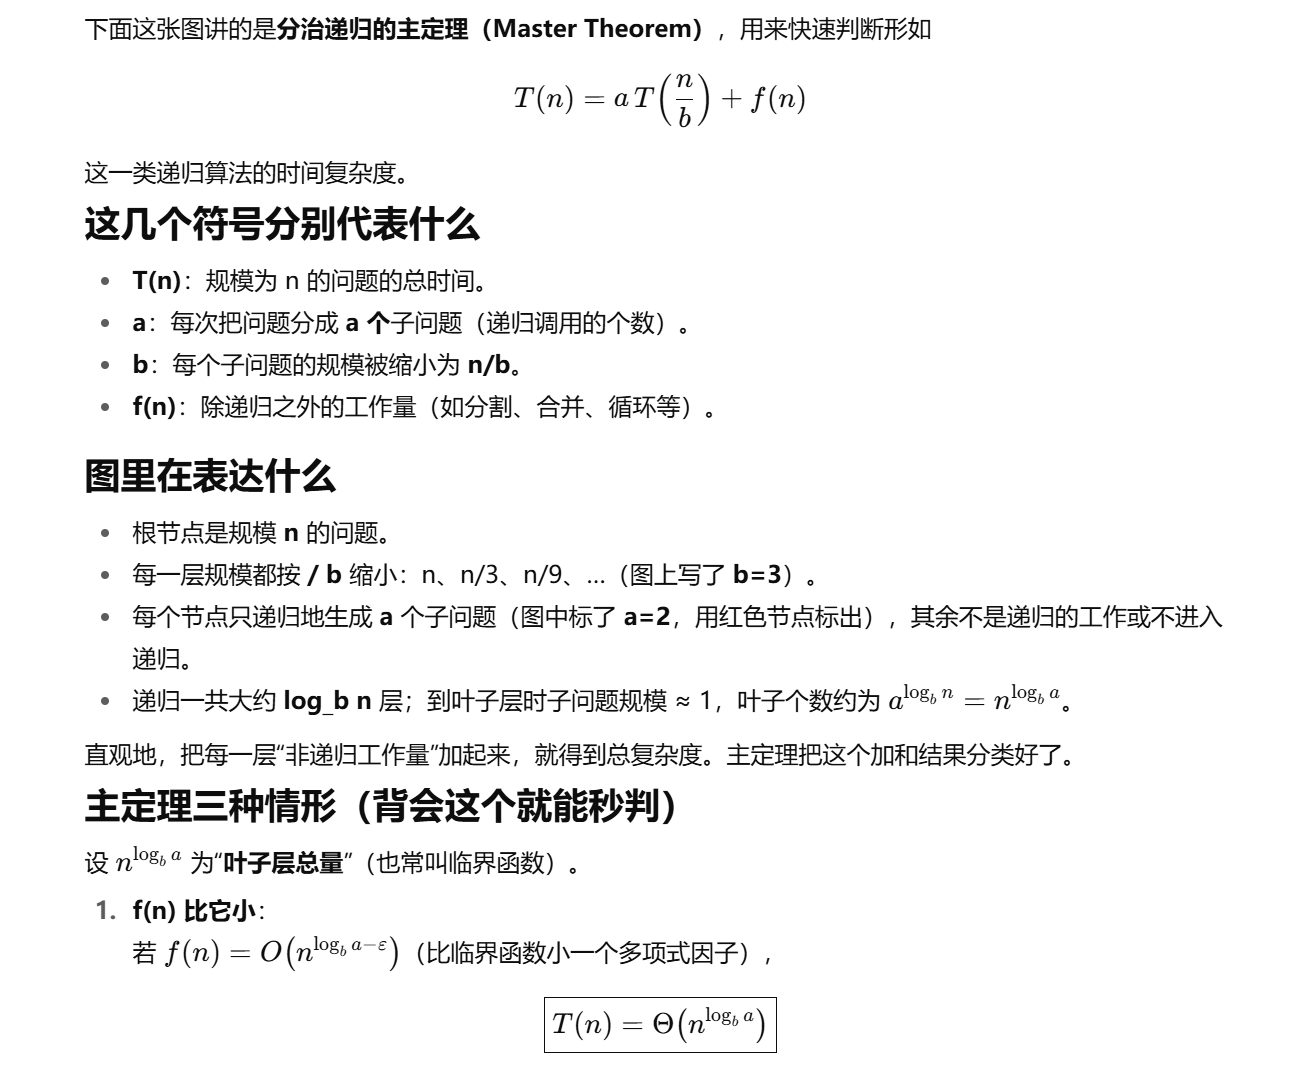 下面这张图讲的是分治递归的主定理（Master Theorem），用来快速判断形如
T(n) = a T(n/b) + f(n)
这一类递归算法的时间复杂度。
这几个符号分别代表什么
• T(n)：规模为 n 的问题的总时间。
• a：每次把问题分成 a 个子问题（递归调用的个数）。
• b：每个子问题的规模被缩小为 n/b。
• f(n)：除递归之外的工作量（如分割、合并、循环等）。
图里在表达什么
• 根节点是规模 n 的问题。
• 每一层规模都按 / b 缩小：n、n/3、n/9、…（图上写了 b=3）。
• 每个节点只递归地生成 a 个子问题（图中标了 a=2，用红色节点标出），其余不是递归的工作或不进入
递归。
• 递归一共大约 log_b n 层；到叶子层时子问题规模 ≈ 1，叶子个数约为 a^{log_b n} = n^{log_b a}。
直观地，把每一层“非递归工作量”加起来，就得到总复杂度。主定理把这个加和结果分类好了。
主定理三种情形（背会这个就能秒判）
设 n^{log_b a} 为“叶子层总量”（也常叫临界函数）。
1. f(n) 比它小：
若 f(n) = O(n^{log_b a−ε})（比临界函数小一个多项式因子），
T(n) = Θ(n^{log_b a})